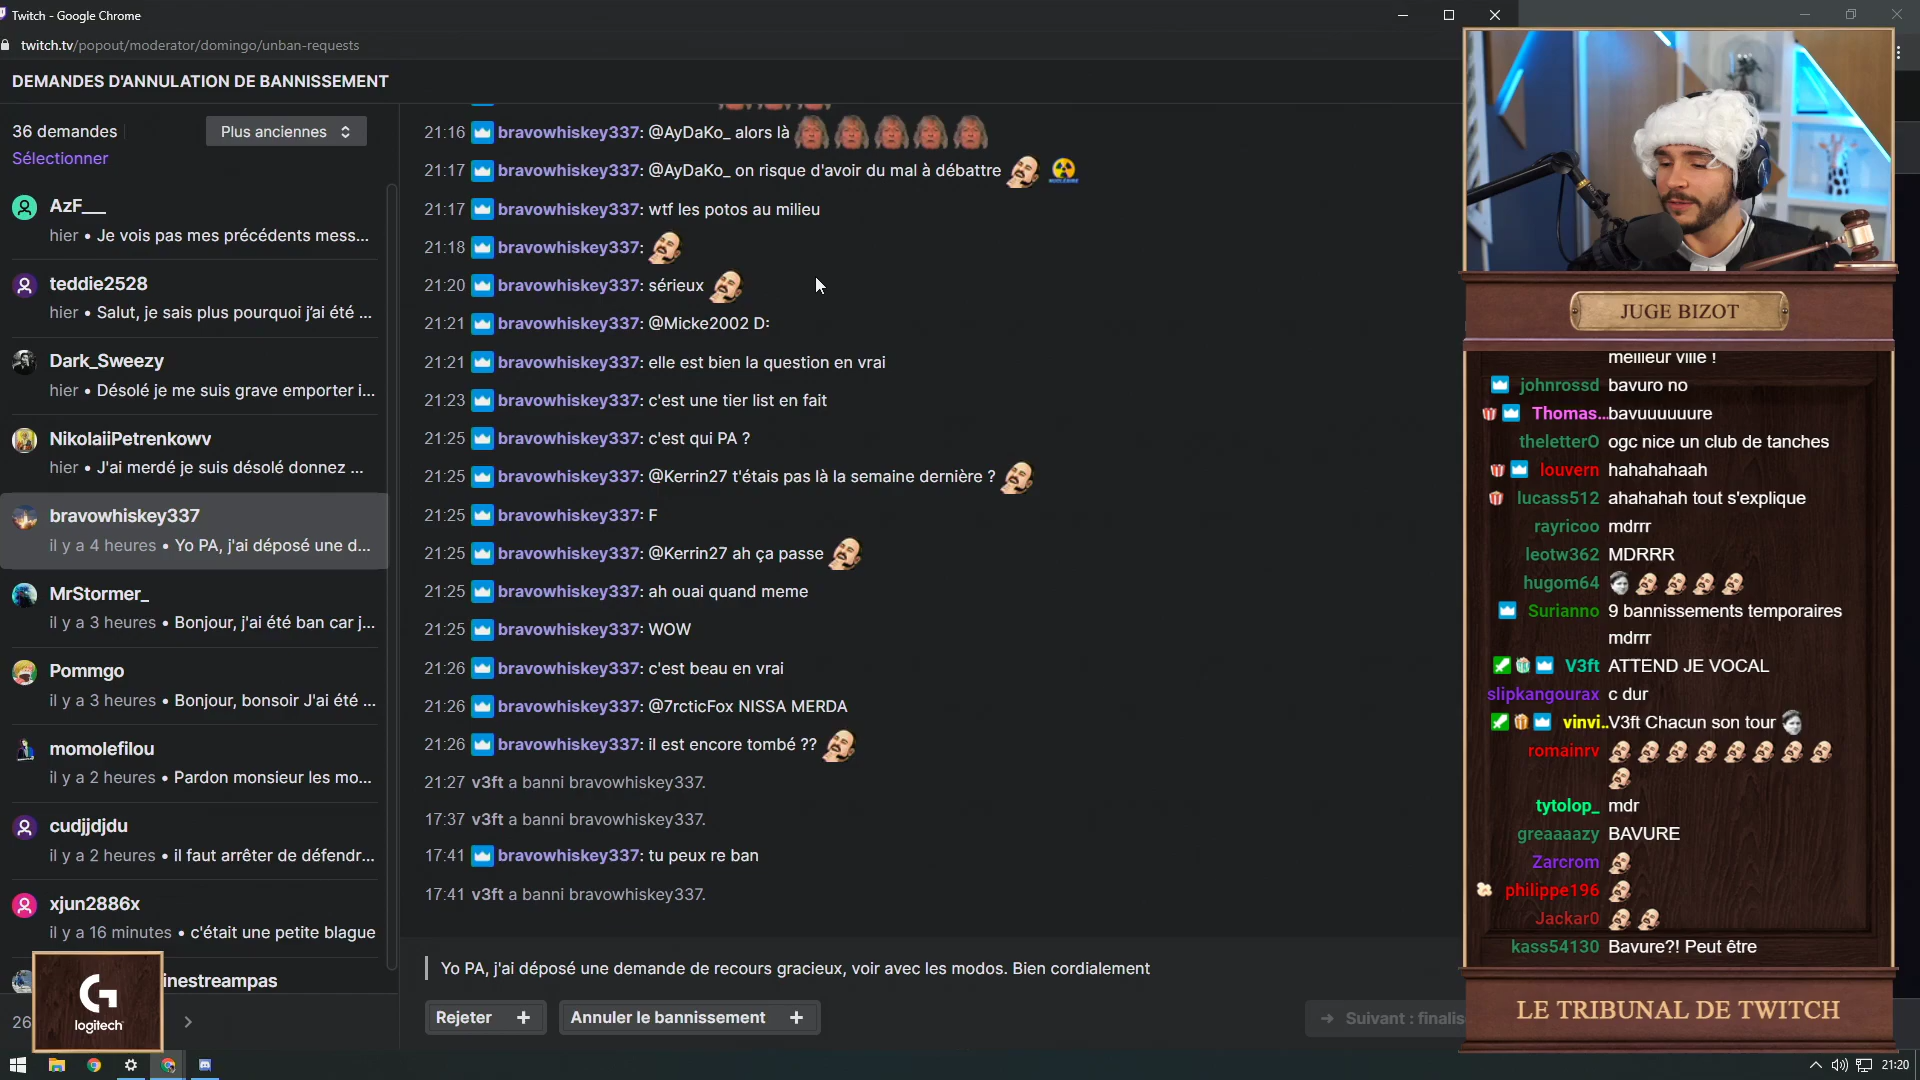 Twitch - Google Chrome
twitch.tv/popout/moderator/domingo/unban-requests
DEMANDES D'ANNULATION DE BANNISSEMENT
36 demandes
Plus anciennes
Sélectionner
AzF___
hier • Je vois pas mes précédents mess...
teddie2528
hier • Salut, je sais plus pourquoi j'ai été ...
Dark_Sweezy
hier • Désolé je me suis grave emporter i...
NikolaiiPetrenkowv
hier • J'ai merdé je suis désolé donnez ...
bravowhiskey337
il y a 4 heures • Yo PA, j'ai déposé une d...
MrStormer_
il y a 3 heures • Bonjour, j'ai été ban car j...
Pommgo
il y a 3 heures • Bonjour, bonsoir J'ai été ...
momolefilou
il y a 2 heures • Pardon monsieur les mo...
cudjjdjdu
il y a 2 heures • il faut arrêter de défendr...
xjun2886x
il y a 16 minutes • c'était une petite blague
inestreampas
26
logitech
21:16 bravowhiskey337: @AyDaKo_ alors là
21:17 bravowhiskey337: @AyDaKo_ on risque d'avoir du mal à débattre
NUCLÉAIRE
21:17 bravowhiskey337: wtf les potos au milieu
21:18 bravowhiskey337:
21:20 bravowhiskey337: sérieux
21:21 bravowhiskey337: @Micke2002 D:
21:21 bravowhiskey337: elle est bien la question en vrai
21:23 bravowhiskey337: c'est une tier list en fait
21:25 bravowhiskey337: c'est qui PA ?
21:25 bravowhiskey337: @Kerrin27 t'étais pas là la semaine dernière ?
21:25 bravowhiskey337: F
21:25 bravowhiskey337: @Kerrin27 ah ça passe
21:25 bravowhiskey337: ah ouai quand meme
21:25 bravowhiskey337: WOW
21:26 bravowhiskey337: c'est beau en vrai
21:26 bravowhiskey337: @7rcticFox NISSA MERDA
21:26 bravowhiskey337: il est encore tombé ??
21:27 v3ft a banni bravowhiskey337.
17:37 v3ft a banni bravowhiskey337.
17:41 bravowhiskey337: tu peux re ban
17:41 v3ft a banni bravowhiskey337.
Yo PA, j'ai déposé une demande de recours gracieux, voir avec les modos. Bien cordialement
Rejeter +
Annuler le bannissement +
→ Suivant : finalis
JUGE BIZOT
meilleur ville !
johnrossd bavuro no
Thomas.. bavuuuuuure
theletterO ogc nice un club de tanches
louvern hahahahaah
lucass512 ahahahah tout s'explique
rayricoo mdrrr
leotw362 MDRRR
hugom64
Surianno 9 bannissements temporaires
mdrrr
V3ft ATTEND JE VOCAL
slipkangourax c dur
vinvi.. V3ft Chacun son tour
romainrv
tytolop_ mdr
greaaaazy BAVURE
Zarcrom
philippe196
Jackar0
kass54130 Bavure?! Peut être
LE TRIBUNAL DE TWITCH
21:20